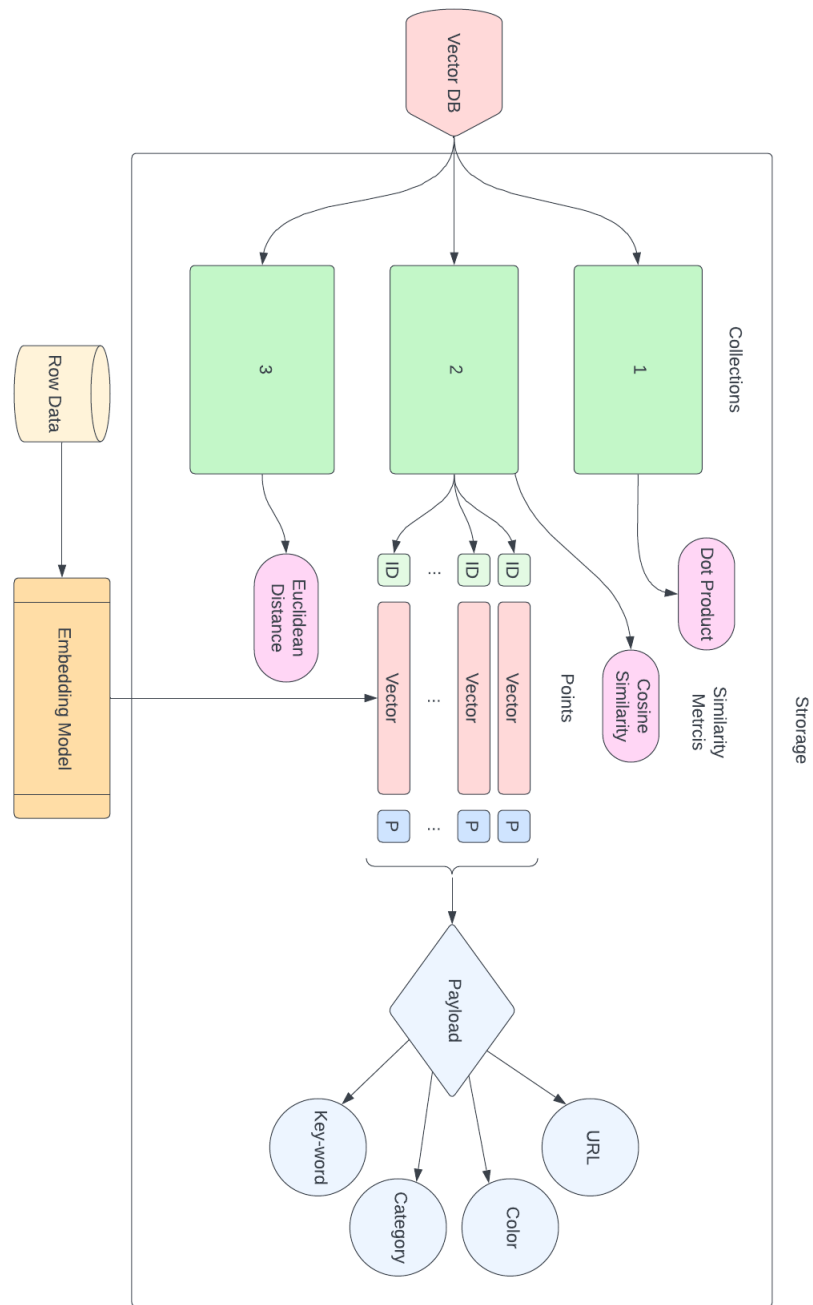 Strorage
Collections
Similarity
Metrcis
Dot Product
1
Cosine
Similarity
Points
Vector DB
2
ID
Vector
P
ID
Vector
P
...
...
...
ID
Vector
P
Payload
URL
Color
Category
Key-word
3
Euclidean
Distance
Row Data
Embedding Model